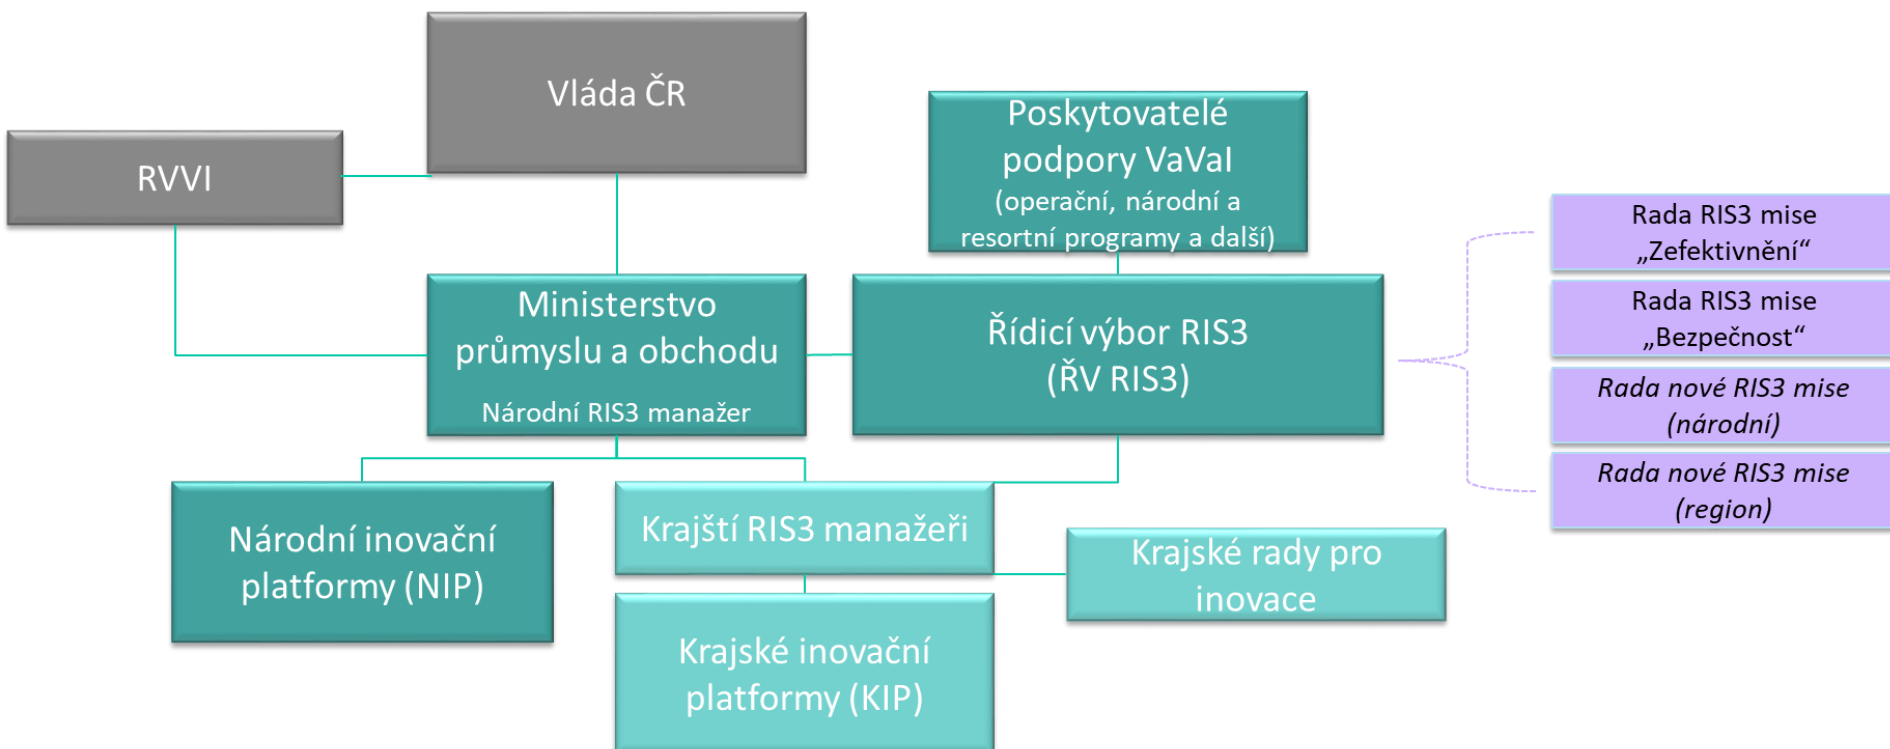 Vláda ČR
RVVI
Poskytovatelé
podpory VaVaI
(operační, národní a
resortní programy a další)
Rada RIS3 mise
„Zefektivnění“
Rada RIS3 mise
„Bezpečnost“
Rada nové RIS3 mise
(národní)
Rada nové RIS3 mise
(region)
Ministerstvo
průmyslu a obchodu
Národní RIS3 manažer
Řídicí výbor RIS3
(ŘV RIS3)
Národní inovační
platformy (NIP)
Krajští RIS3 manažeři
Krajské rady pro
inovace
Krajské inovační
platformy (KIP)